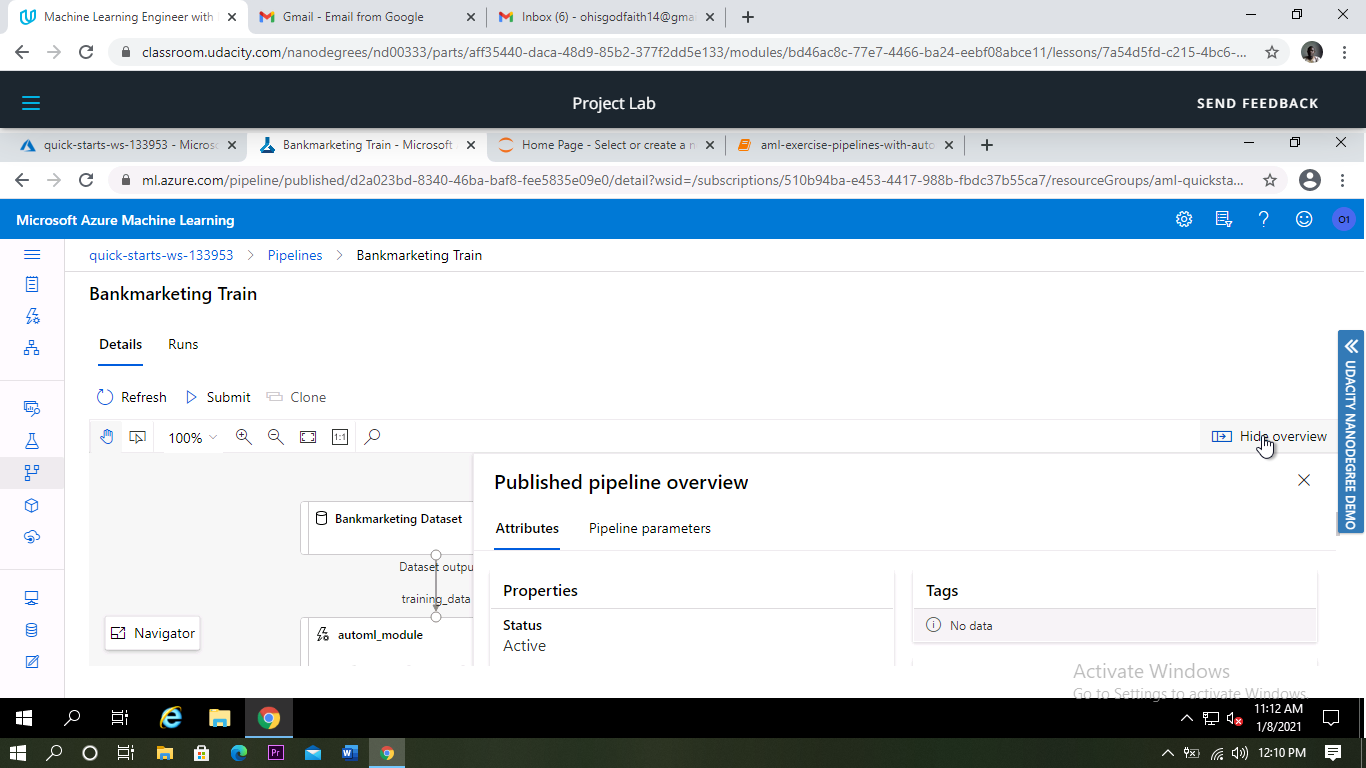 Machine Learning Engineer with
Gmail - Email from Google
Inbox (6) - ohisgodfaith14@gma
classroom.udacity.com/nanodegrees/nd00333/parts/aff35440-daca-48d9-85b2-377f2dd5e133/modules/bd46ac8c-77e7-4466-ba24-eebf08abce11/lessons/7a54d5fd-c215-4bc6-...
Project Lab
SEND FEEDBACK
quick-starts-ws-133953 - Micros
Bankmarketing Train - Microsoft
Home Page - Select or create a n
aml-exercise-pipelines-with-auto
ml.azure.com/pipeline/published/d2a023bd-8340-46ba-baf8-fee5835e09e0/detail?wsid=/subscriptions/510b94ba-e453-4417-988b-fbdc37b55ca7/resourceGroups/aml-quicksta...
Microsoft Azure Machine Learning
O1
quick-starts-ws-133953 > Pipelines > Bankmarketing Train
Bankmarketing Train
Details
Runs
Refresh
Submit
Clone
100%
1:1
Hide overview
UDACITY NANODEGREE DEMO
Published pipeline overview
Attributes
Pipeline parameters
Bankmarketing Dataset
Dataset outpu
training_data
automl_module
Navigator
Properties
Status
Active
Tags
No data
Activate Windows
Go to Settings to activate Windows.
11:12 AM
1/8/2021
Pr
W
12:10 PM